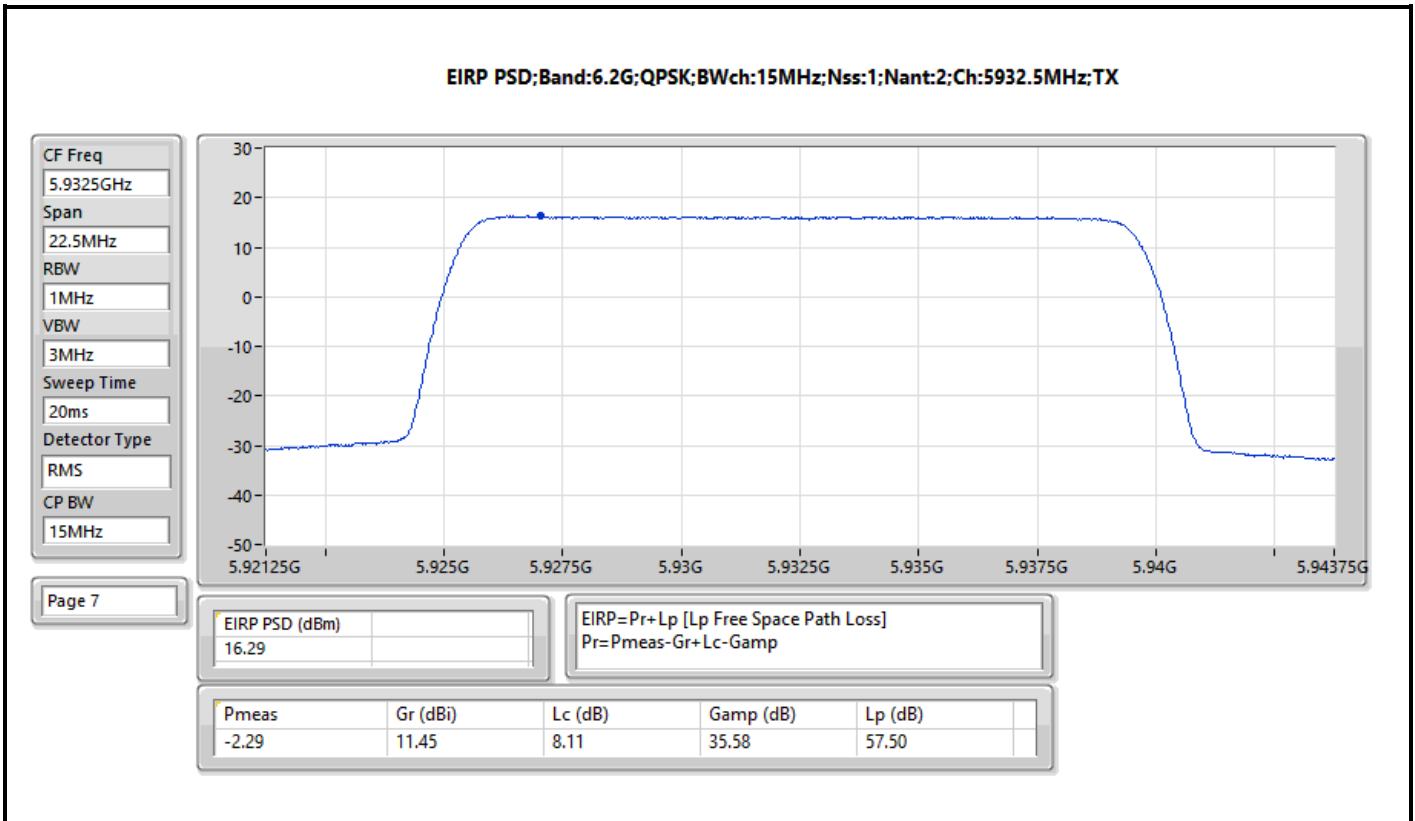 EIRP PSD;Band:6.2G;QPSK;BWch:15MHz;Nss:1;Nant:2;Ch:5932.5MHz;TX
CF Freq
5.9325GHz
Span
22.5MHz
RBW
1MHz
VBW
3MHz
Sweep Time
20ms
Detector Type
RMS
CP BW
15MHz
Page 7
30
20
10
0
-10
-20
-30
-40
-50
5.92125G 5.925G 5.9275G 5.93G 5.9325G 5.935G 5.9375G 5.94G 5.94375G
EIRP PSD (dBm)
16.29
EIRP=Pr+Lp [Lp Free Space Path Loss]
Pr=Pmeas-Gr+Lc-Gamp
Pmeas Gr (dBi) Lc (dB) Gamp (dB) Lp (dB)
-2.29 11.45 8.11 35.58 57.50